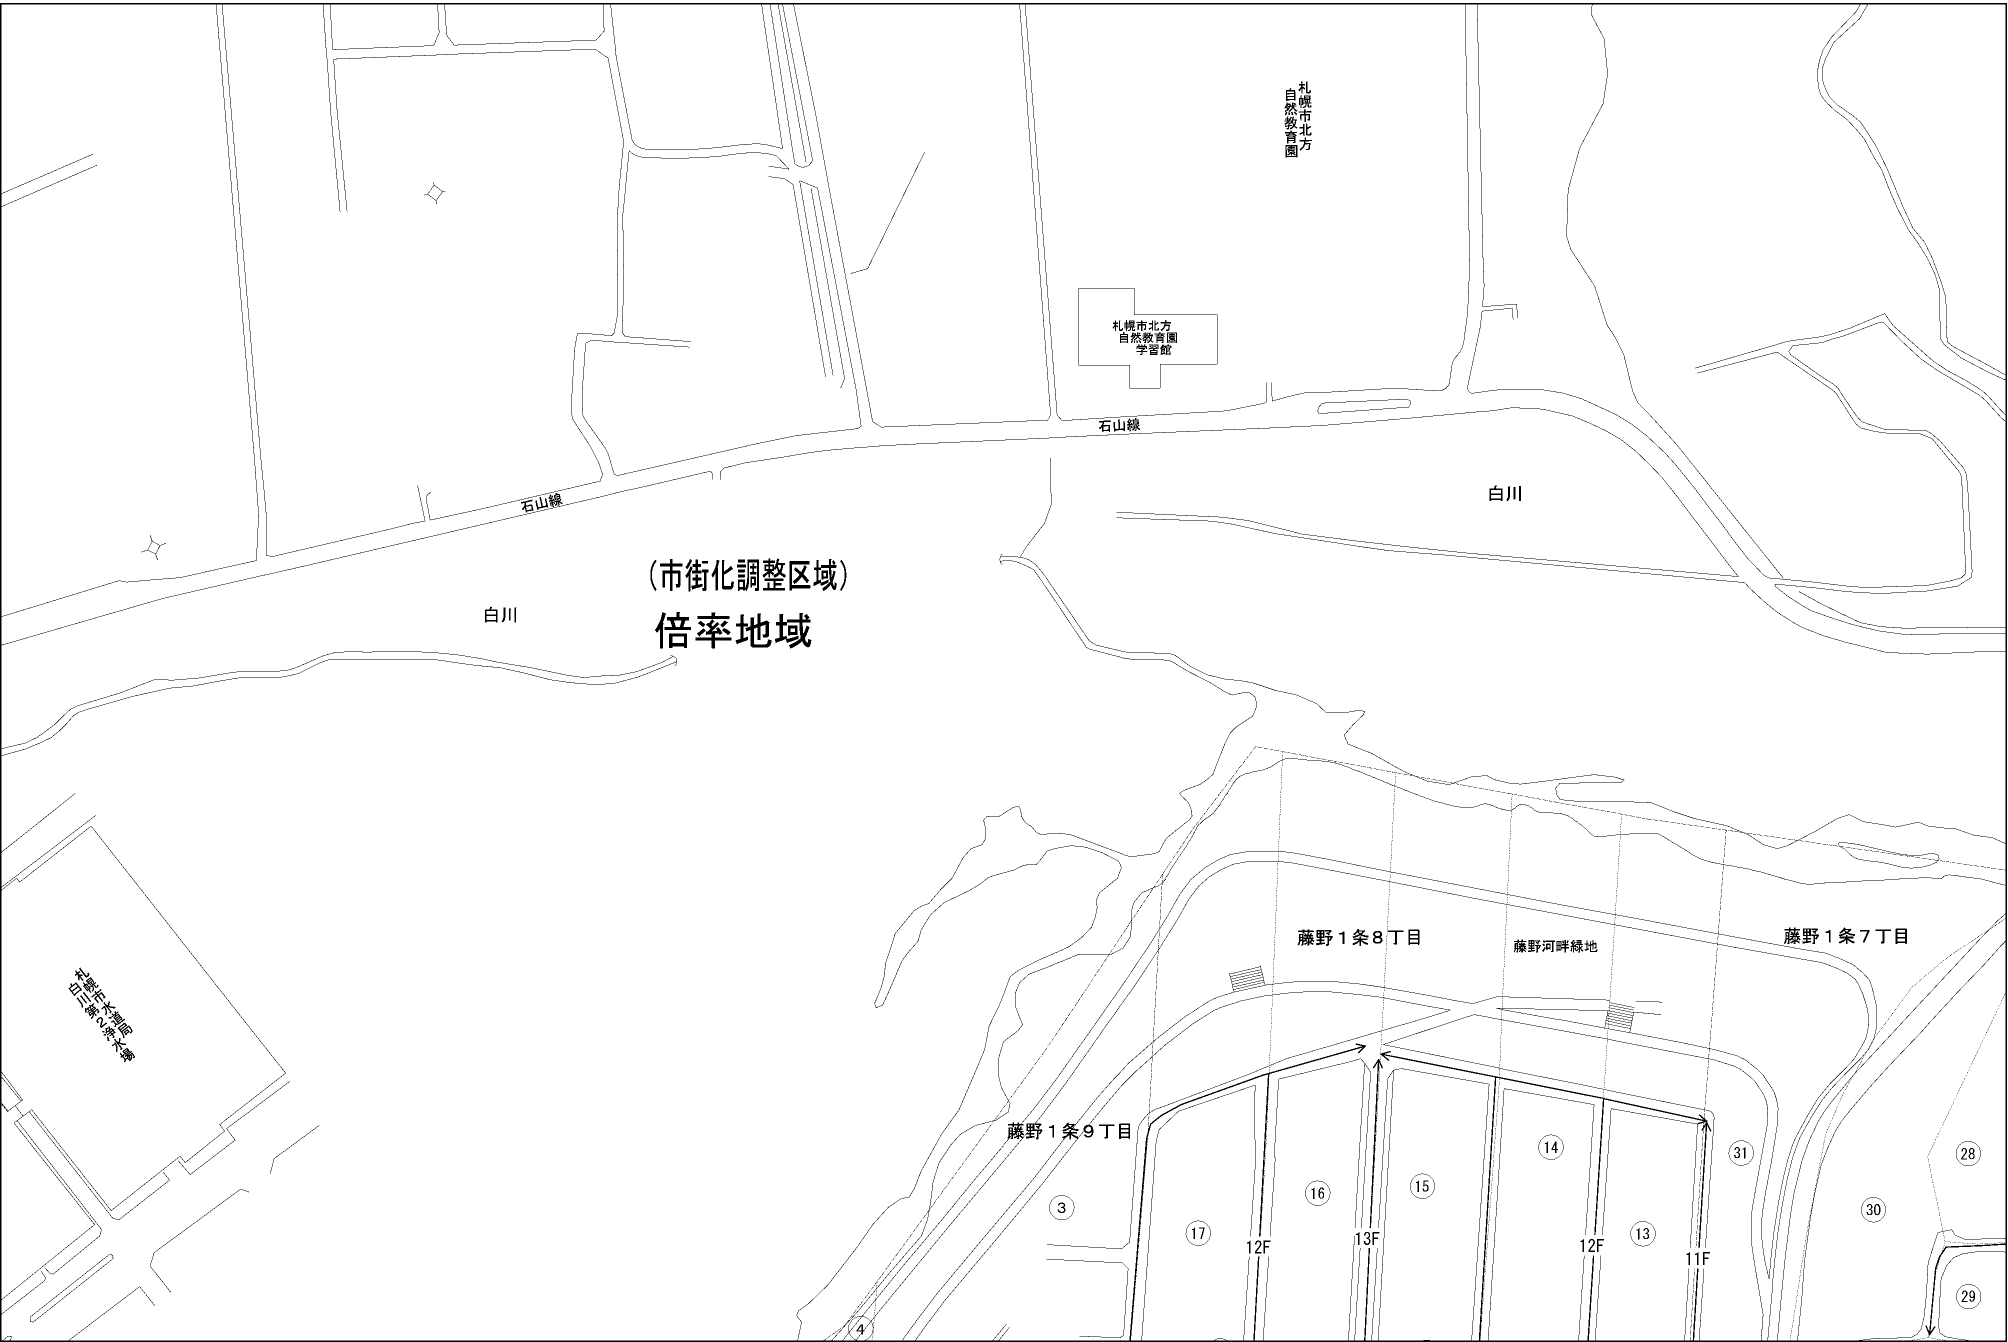 札幌市北方
自然教育園
札幌市北方
自然教育園
学習館
石山線
石山線
白川
(市街化調整区域)
倍率地域
白川
藤野1条8丁目
藤野河畔緑地
藤野1条7丁目
札幌市水道局
白川第2浄水場
藤野1条9丁目
14
31
28
15
16
3
30
17
13
12F
13F
12F
11F
29
4